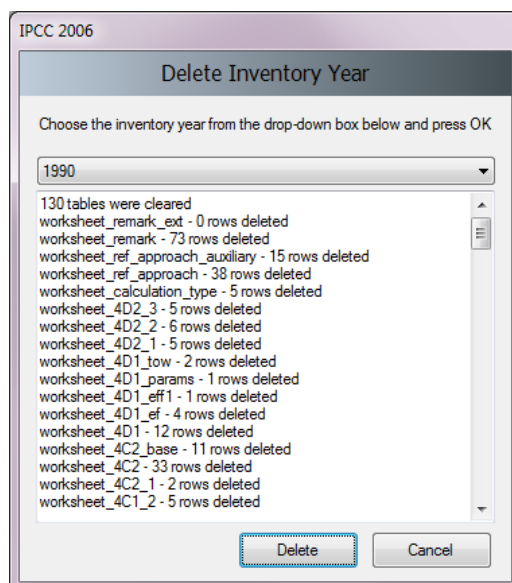 IPCC 2006
Delete Inventory Year
Choose the inventory year from the drop-down box below and press OK
1990
130 tables were cleared
worksheet_remark_ext - 0 rows deleted
worksheet_remark - 73 rows deleted
worksheet_ref_approach_auxiliary - 15 rows deleted
worksheet_ref_approach - 38 rows deleted
worksheet_calculation_type - 5 rows deleted
worksheet_4D2_3 - 5 rows deleted
worksheet_4D2_2 - 6 rows deleted
worksheet_4D2_1 - 5 rows deleted
worksheet_4D1_tow - 2 rows deleted
worksheet_4D1_params - 1 rows deleted
worksheet_4D1_eff1 - 1 rows deleted
worksheet_4D1_ef - 4 rows deleted
worksheet_4D1 - 12 rows deleted
worksheet_4C2_base - 11 rows deleted
worksheet_4C2 - 33 rows deleted
worksheet_4C2_1 - 2 rows deleted
worksheet_4C1_2 - 5 rows deleted
Delete Cancel